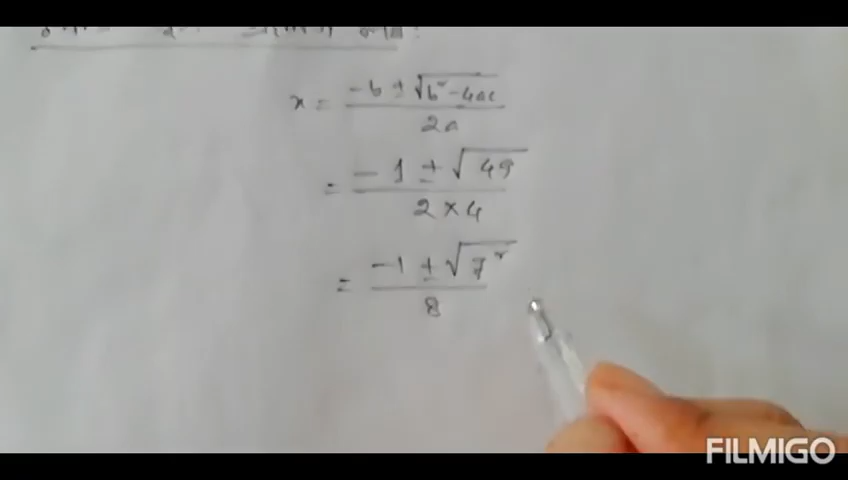 x = -b ± √b² - 4ac / 2a
= -1 ± √49 / 2 × 4
= -1 ± √7² / 8
FILMIGO